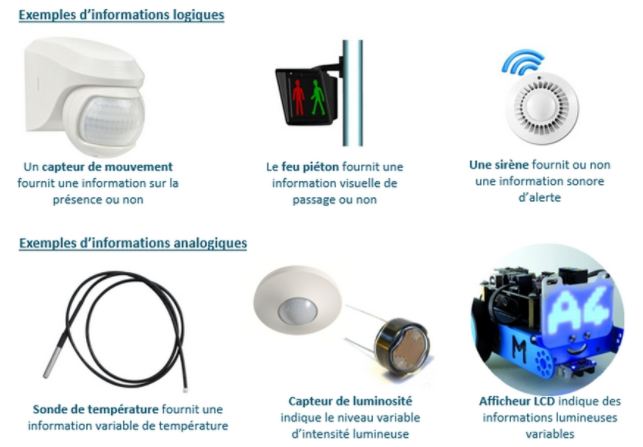 Exemples d'informations logiques
Un capteur de mouvement
fournit une information sur la
présence ou non
Le feu piéton fournit une
information visuelle de
passage ou non
Une sirène fournit ou non
une information sonore
d'alerte
Exemples d'informations analogiques
A4
M
Sonde de température fournit une
information variable de température
Capteur de luminosité
indique le niveau variable
d'intensité lumineuse
Afficheur LCD indique des
informations lumineuses
variables